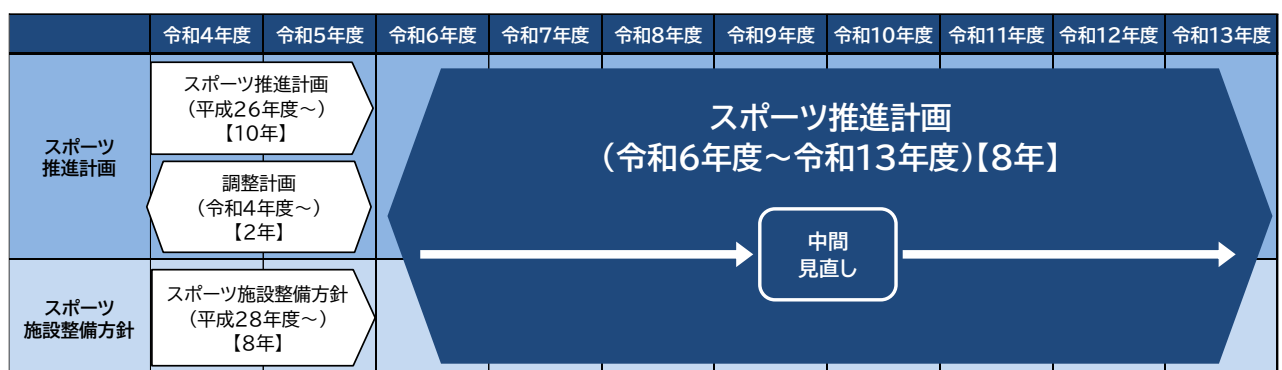 令和4年度 令和5年度 令和6年度 令和7年度 令和8年度 令和9年度 令和10年度 令和11年度 令和12年度 令和13年度
スポーツ
推進計画
スポーツ推進計画
(平成26年度～)
【10年】
調整計画
(令和4年度～)
【2年】
スポーツ推進計画
(令和6年度～令和13年度)【8年】
中間
見直し
スポーツ
施設整備方針
スポーツ施設整備方針
(平成28年度～)
【8年】